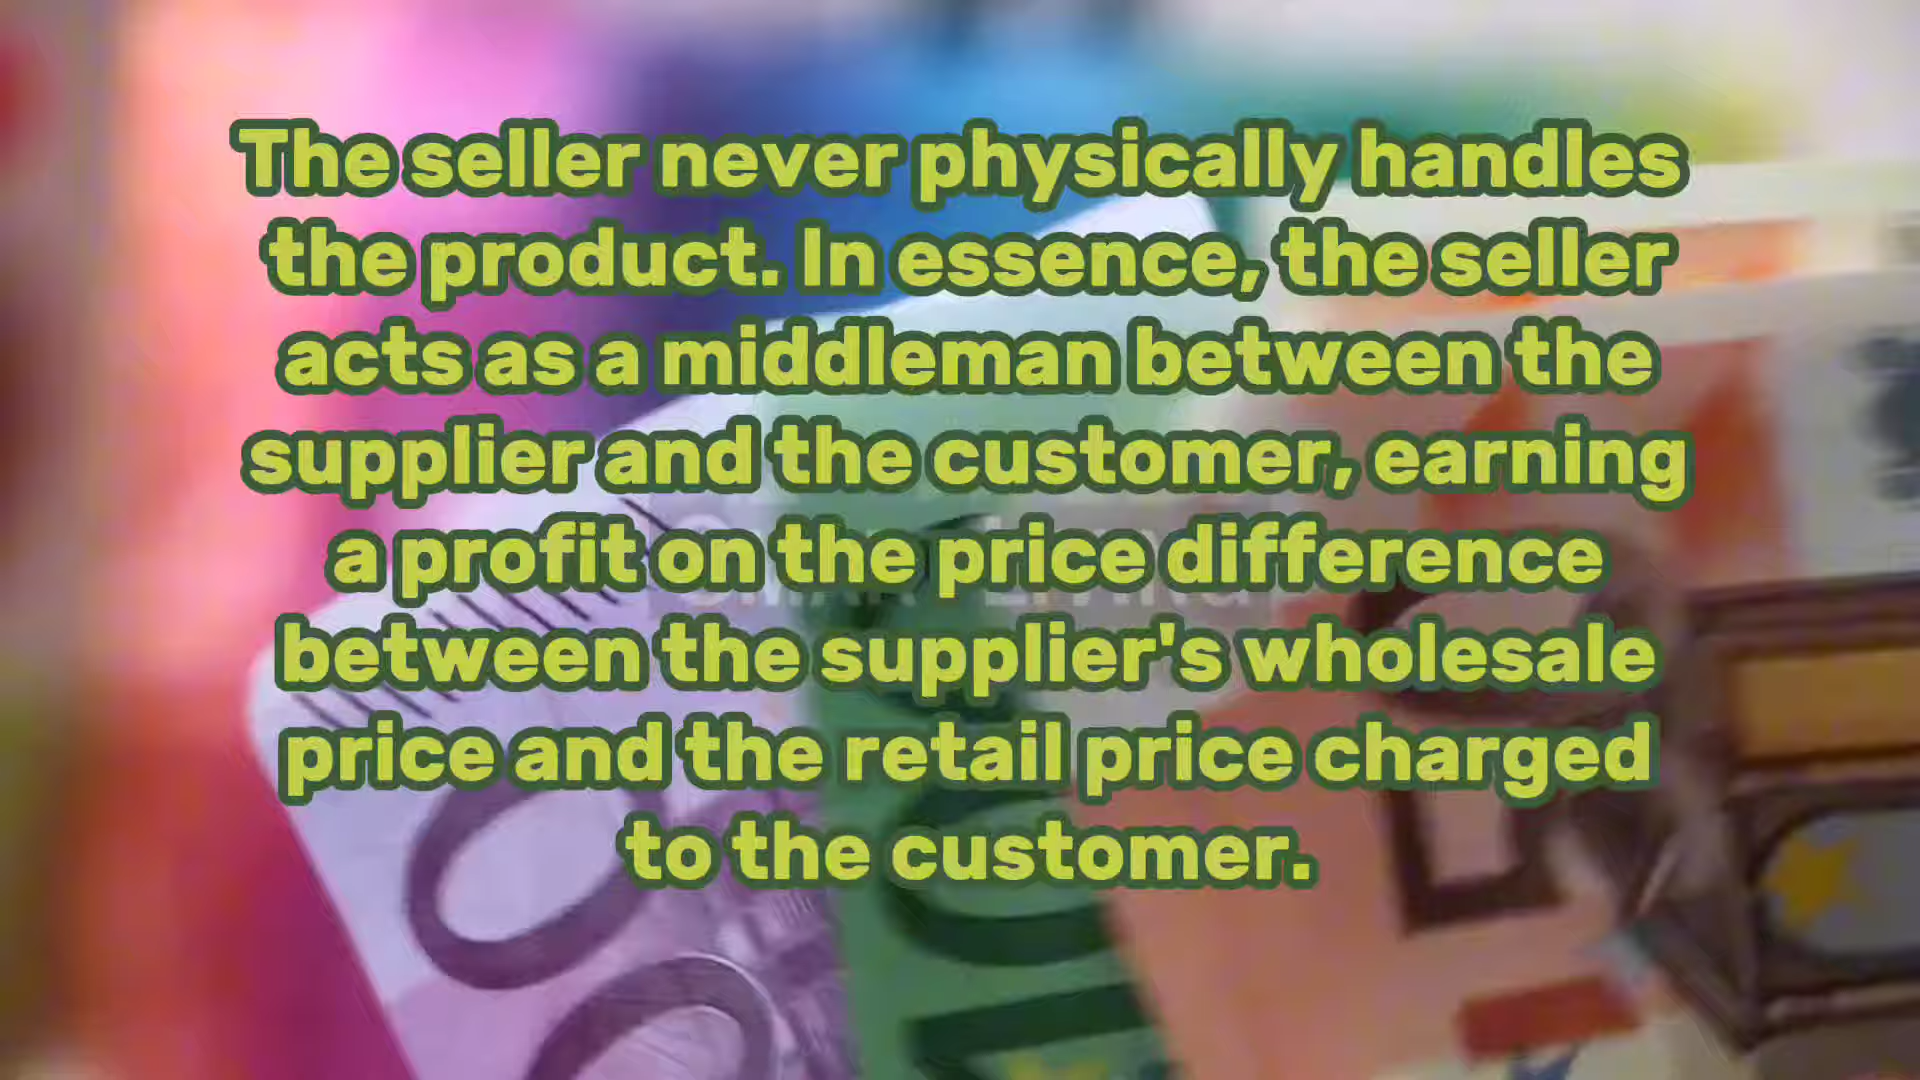 The seller never physically handles
the product. In essence, the seller
acts as a middleman between the
supplier and the customer, earning
a profit on the price difference
between the supplier's wholesale
price and the retail price charged
to the customer.